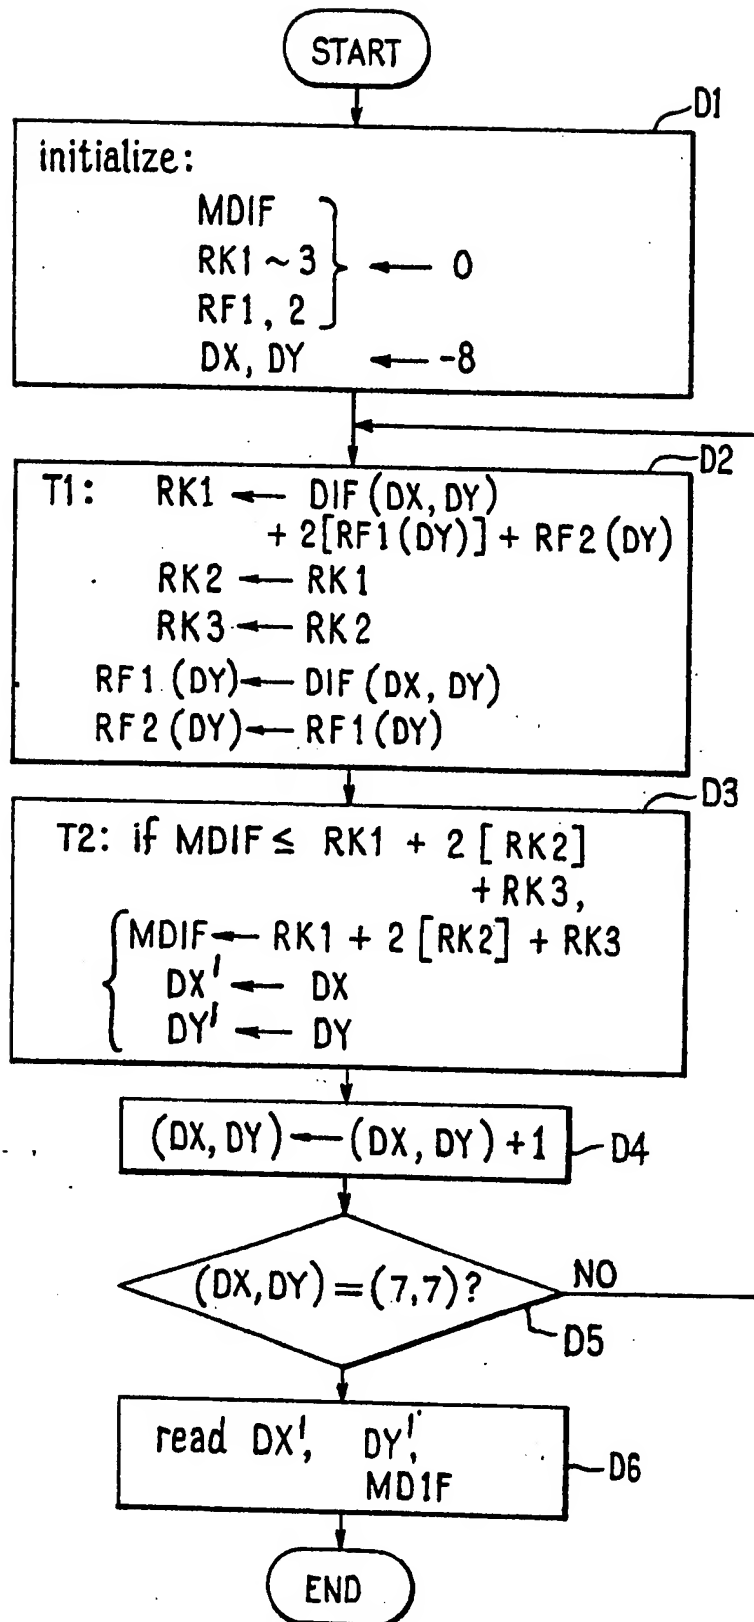 START
D1
initialize:
MDIF
RK1 ~ 3 ← 0
RF1, 2
DX, DY ← -8
D2
T1: RK1 ← DIF(DX, DY)
+ 2[RF1(DY)] + RF2(DY)
RK2 ← RK1
RK3 ← RK2
RF1(DY) ← DIF(DX, DY)
RF2(DY) ← RF1(DY)
D3
T2: if MDIF ≤ RK1 + 2[RK2]
+ RK3,
MDIF ← RK1 + 2[RK2] + RK3
DX' ← DX
DY' ← DY
(DX, DY) ← (DX, DY) +1
D4
(DX, DY) = (7,7)?
NO
D5
read DX', DY',
MD1F
D6
END